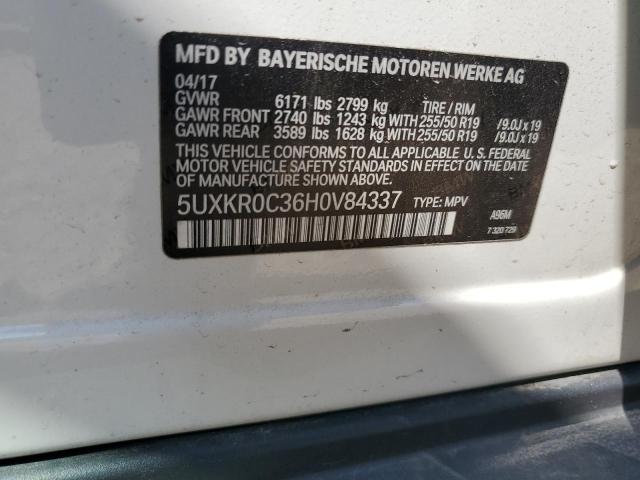 MFD BY BAYERISCHE MOTOREN WERKE AG
04/17
GVWR 6171 lbs 2799 kg TIRE / RIM
GAWR FRONT 2740 lbs 1243 kg WITH 255/50 R19 /9.0J x 19
GAWR REAR 3589 lbs 1628 kg WITH 255/50 R19 /9.0J x 19
THIS VEHICLE CONFORMS TO ALL APPLICABLE, U. S. FEDERAL
MOTOR VEHICLE SAFETY STANDARDS IN EFFECT ON THE
DATE OF MANUFACTURE SHOWN ABOVE.
5UXKR0C36H0V84337 TYPE: MPV A96M
7 320 729